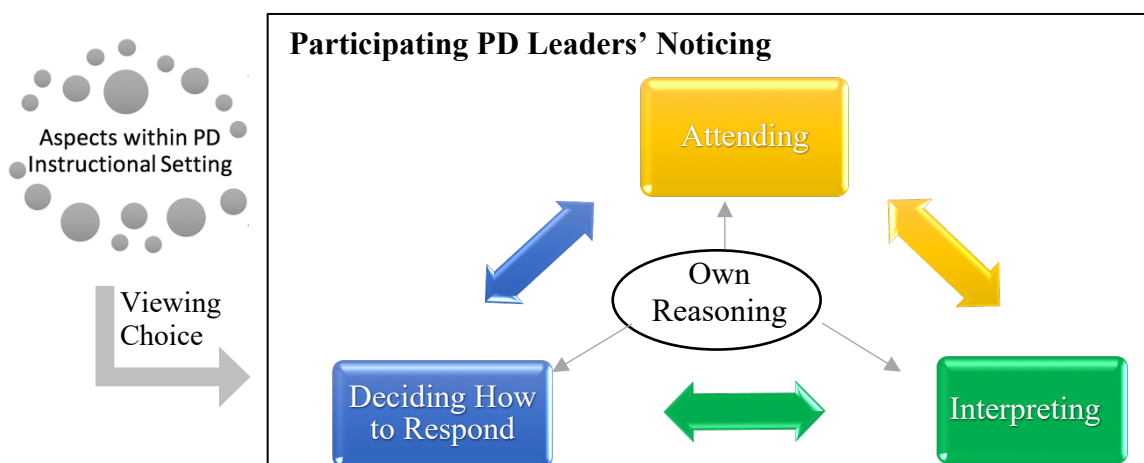 Participating PD Leaders’ Noticing
Aspects within PD
Instructional Setting
Viewing
Choice
Attending
Own
Reasoning
Deciding How
to Respond
Interpreting